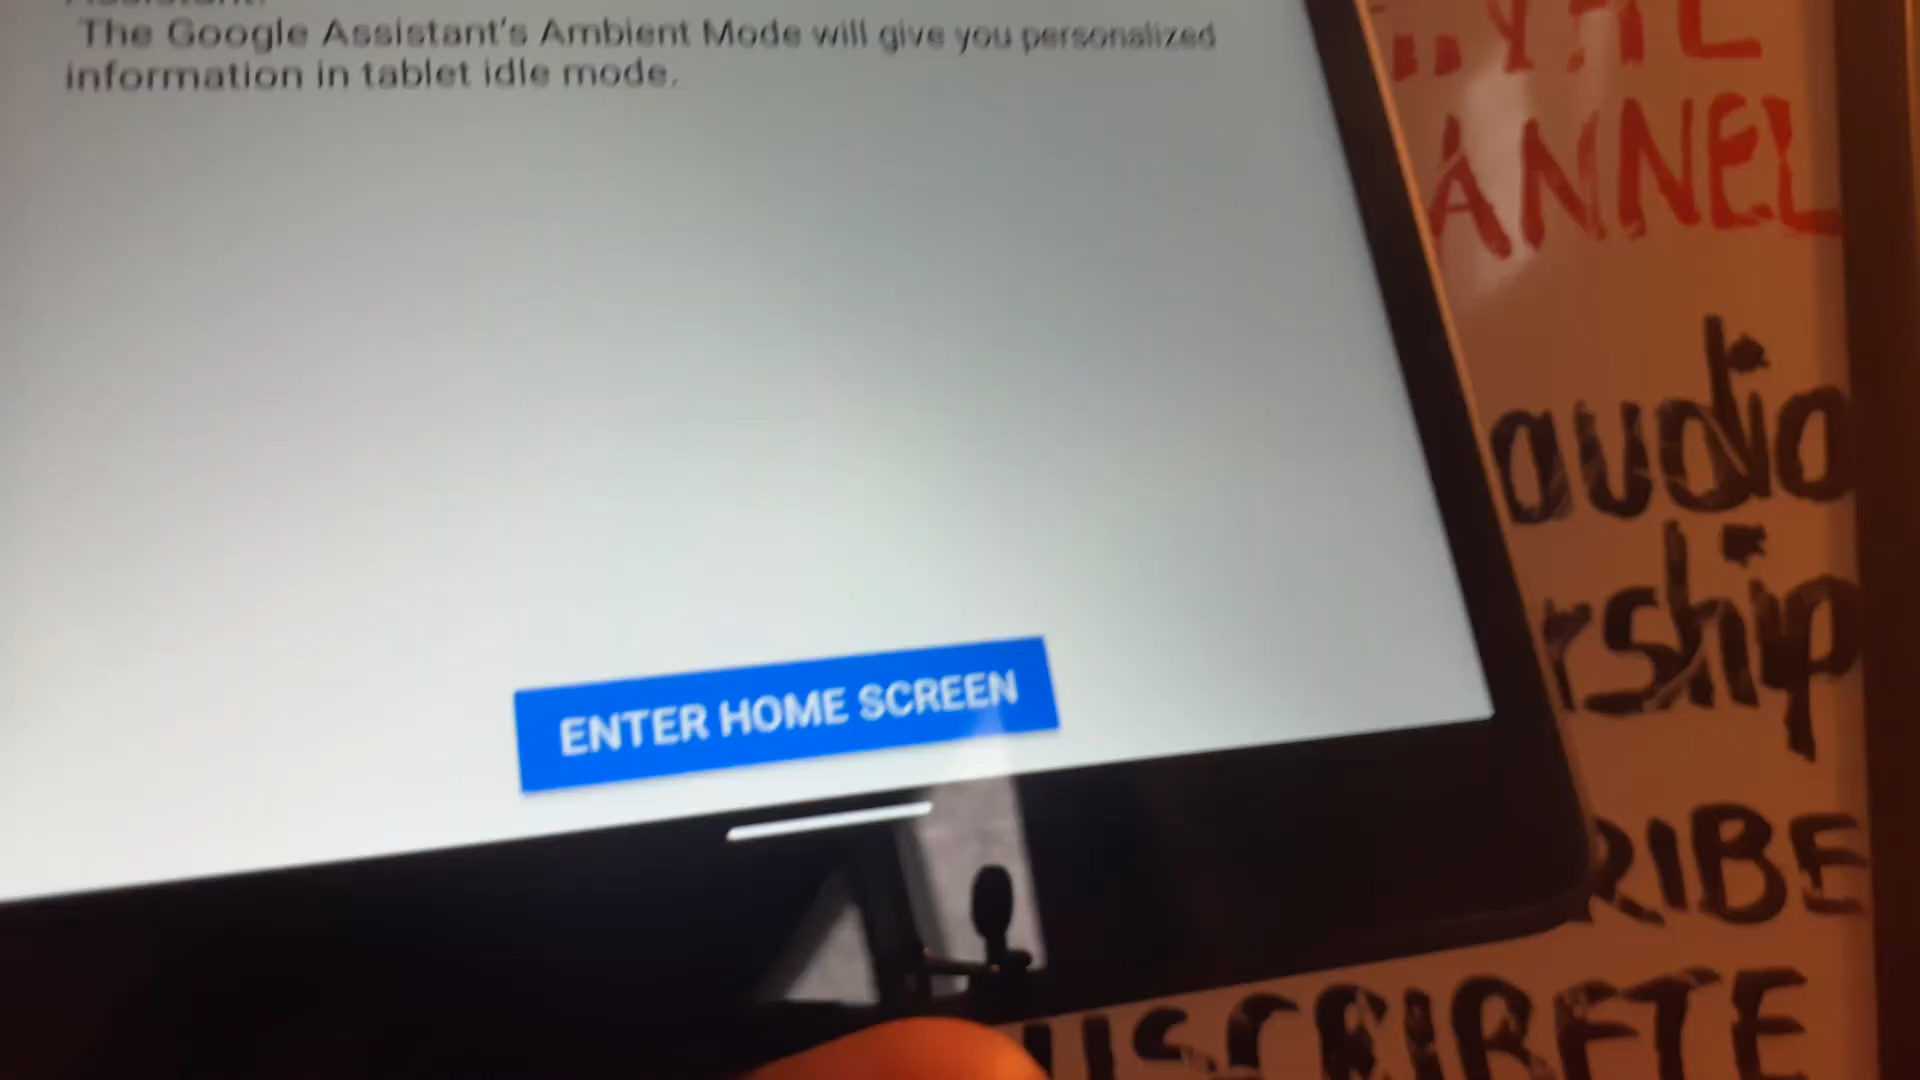 The Google Assistant's Ambient Mode will give you personalized
information in tablet idle mode.
ENTER HOME SCREEN
ANNEL
audio
rship
RIBE
USCRIBETE